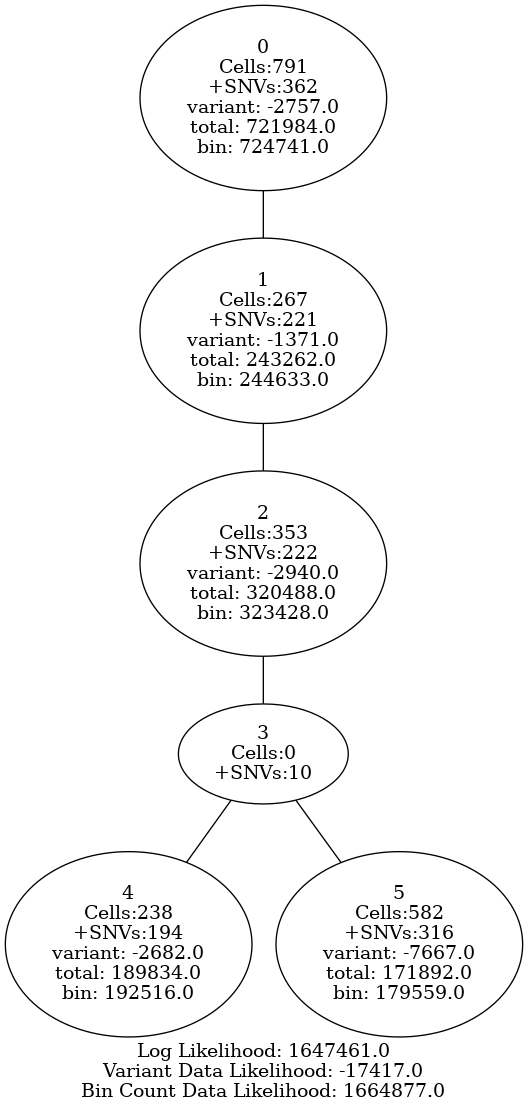 0
Cells:791
+SNVs:362
variant: -2757.0
total: 721984.0
bin: 724741.0
1
Cells:267
+SNVs:221
variant: -1371.0
total: 243262.0
bin: 244633.0
2
Cells:353
+SNVs:222
variant: -2940.0
total: 320488.0
bin: 323428.0
3
Cells:0
+SNVs:10
4
Cells:238
+SNVs:194
variant: -2682.0
total: 189834.0
bin: 192516.0
5
Cells:582
+SNVs:316
variant: -7667.0
total: 171892.0
bin: 179559.0
Log Likelihood: 1647461.0
Variant Data Likelihood: -17417.0
Bin Count Data Likelihood: 1664877.0